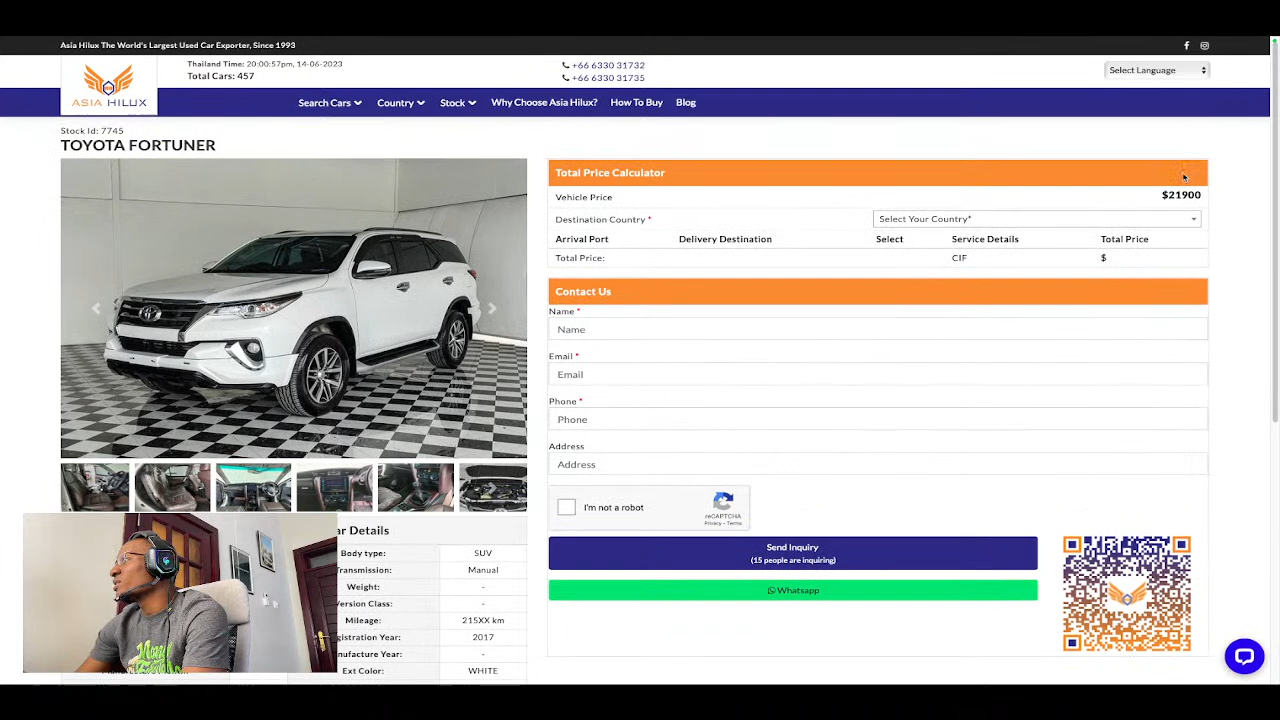 Asia Hilux The World's Largest Used Car Exporter, Since 1993
ASIA HILUX
Thailand Time: 20:00:57pm, 14-06-2023
Total Cars: 457
+66 6330 31732
+66 6330 31735
Select Language
Search Cars
Country
Stock
Why Choose Asia Hilux?
How To Buy
Blog
Stock Id: 7745
TOYOTA FORTUNER
Total Price Calculator
Vehicle Price
$21900
Destination Country *
Select Your Country*
Arrival Port
Delivery Destination
Select
Service Details
Total Price
Total Price:
CIF
$
Contact Us
Name *
Name
Email *
Email
Phone *
Phone
Address
Address
I'm not a robot
reCAPTCHA
Privacy - Terms
Send Inquiry
(15 people are inquiring)
Whatsapp
Details
Body type: SUV
Transmission: Manual
Weight: -
Version Class: -
Mileage: 215XX km
Registration Year: 2017
Manufacture Year: -
Ext Color: WHITE